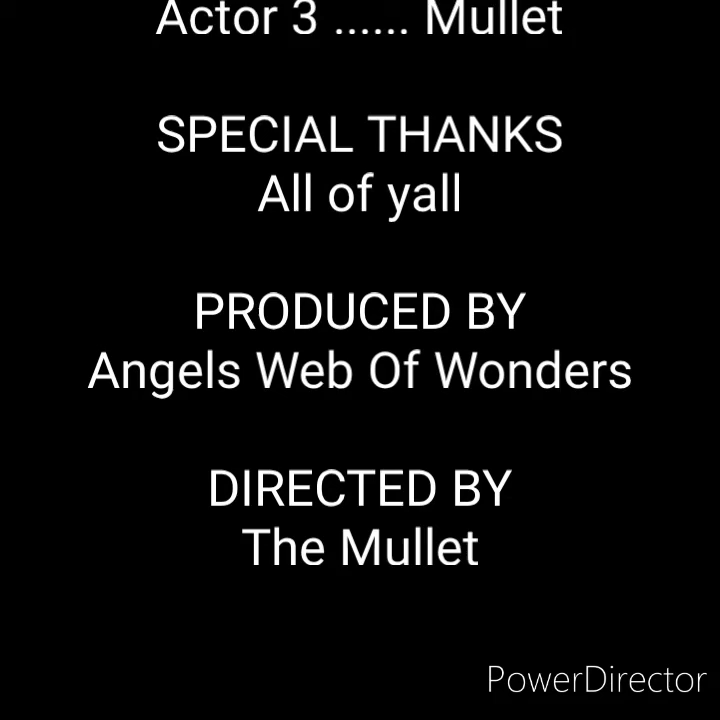 Actor 3 ...... Mullet
SPECIAL THANKS
All of yall
PRODUCED BY
Angels Web Of Wonders
DIRECTED BY
The Mullet
PowerDirector